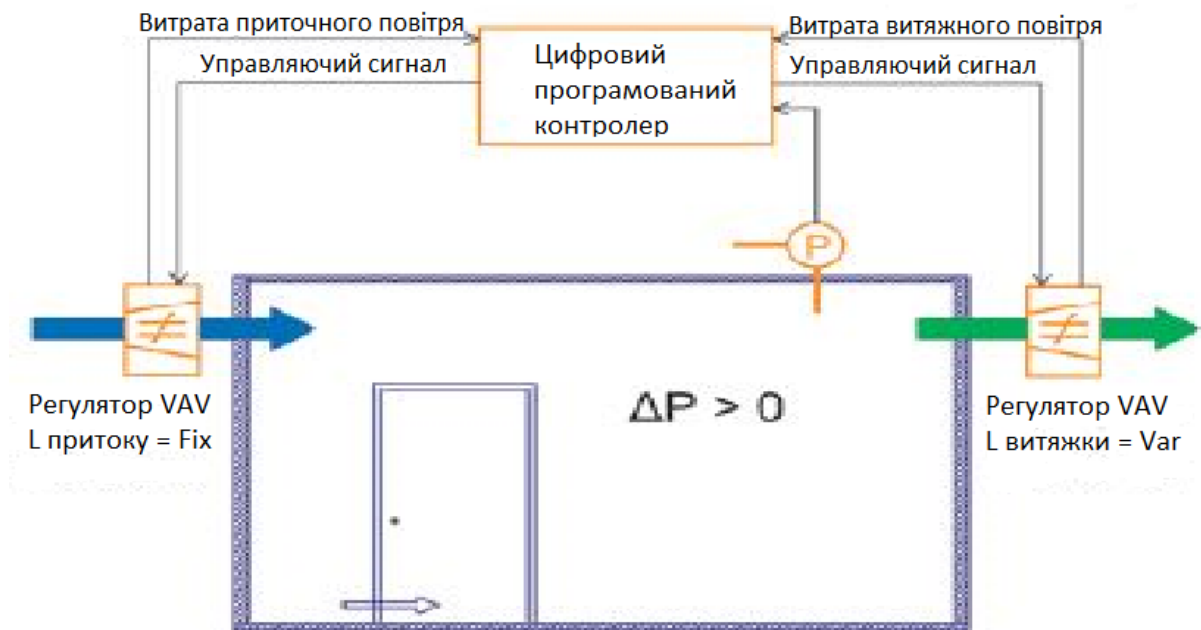 Витрата приточного повітря
Управляючий сигнал
Цифровий
програмований
контролер
Витрата витяжного повітря
Управляючий сигнал
P
ΔP > 0
Регулятор VAV
L притоку = Fix
Регулятор VAV
L витяжки = Var